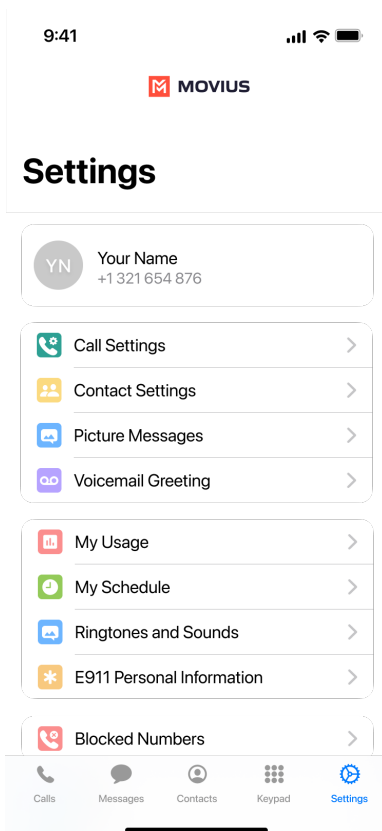 9:41
MOVIUS
Settings
YN
Your Name
+1 321 654 876
Call Settings
Contact Settings
Picture Messages
Voicemail Greeting
My Usage
My Schedule
Ringtones and Sounds
E911 Personal Information
Blocked Numbers
Calls
Messages
Contacts
Keypad
Settings